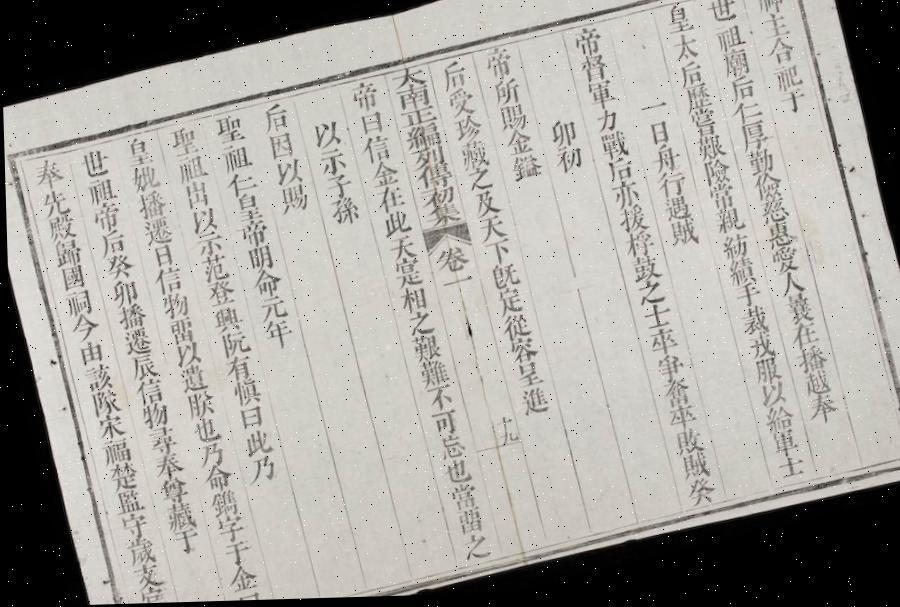 神主合祀于
世祖廟后仁厚勤儉慈惠愛人曩在播越奉
皇太后歷嘗艱險常親紡績手裁戎服以給軍士
一日舟行遇賊
帝督軍力戰后亦援桴鼓之士卒爭奮卒敗賊癸
卯初
帝所賜金鎰
后受珍藏之及天下旣定從容呈進
大南正編列傳初集 卷一 十九
帝曰信金在此天寔相之艱難不可忘也當畱之
以示子孫
后因以賜
聖祖仁皇帝明命元年
聖祖出以示范登興阮有愼曰此乃
皇妣播遷日信物畱以遺朕也乃命鐫字于金曰
世祖帝后癸卯播遷辰信物尋奉尊藏于
奉先殿歸國嗣今由該隊宋福楚監守歲交